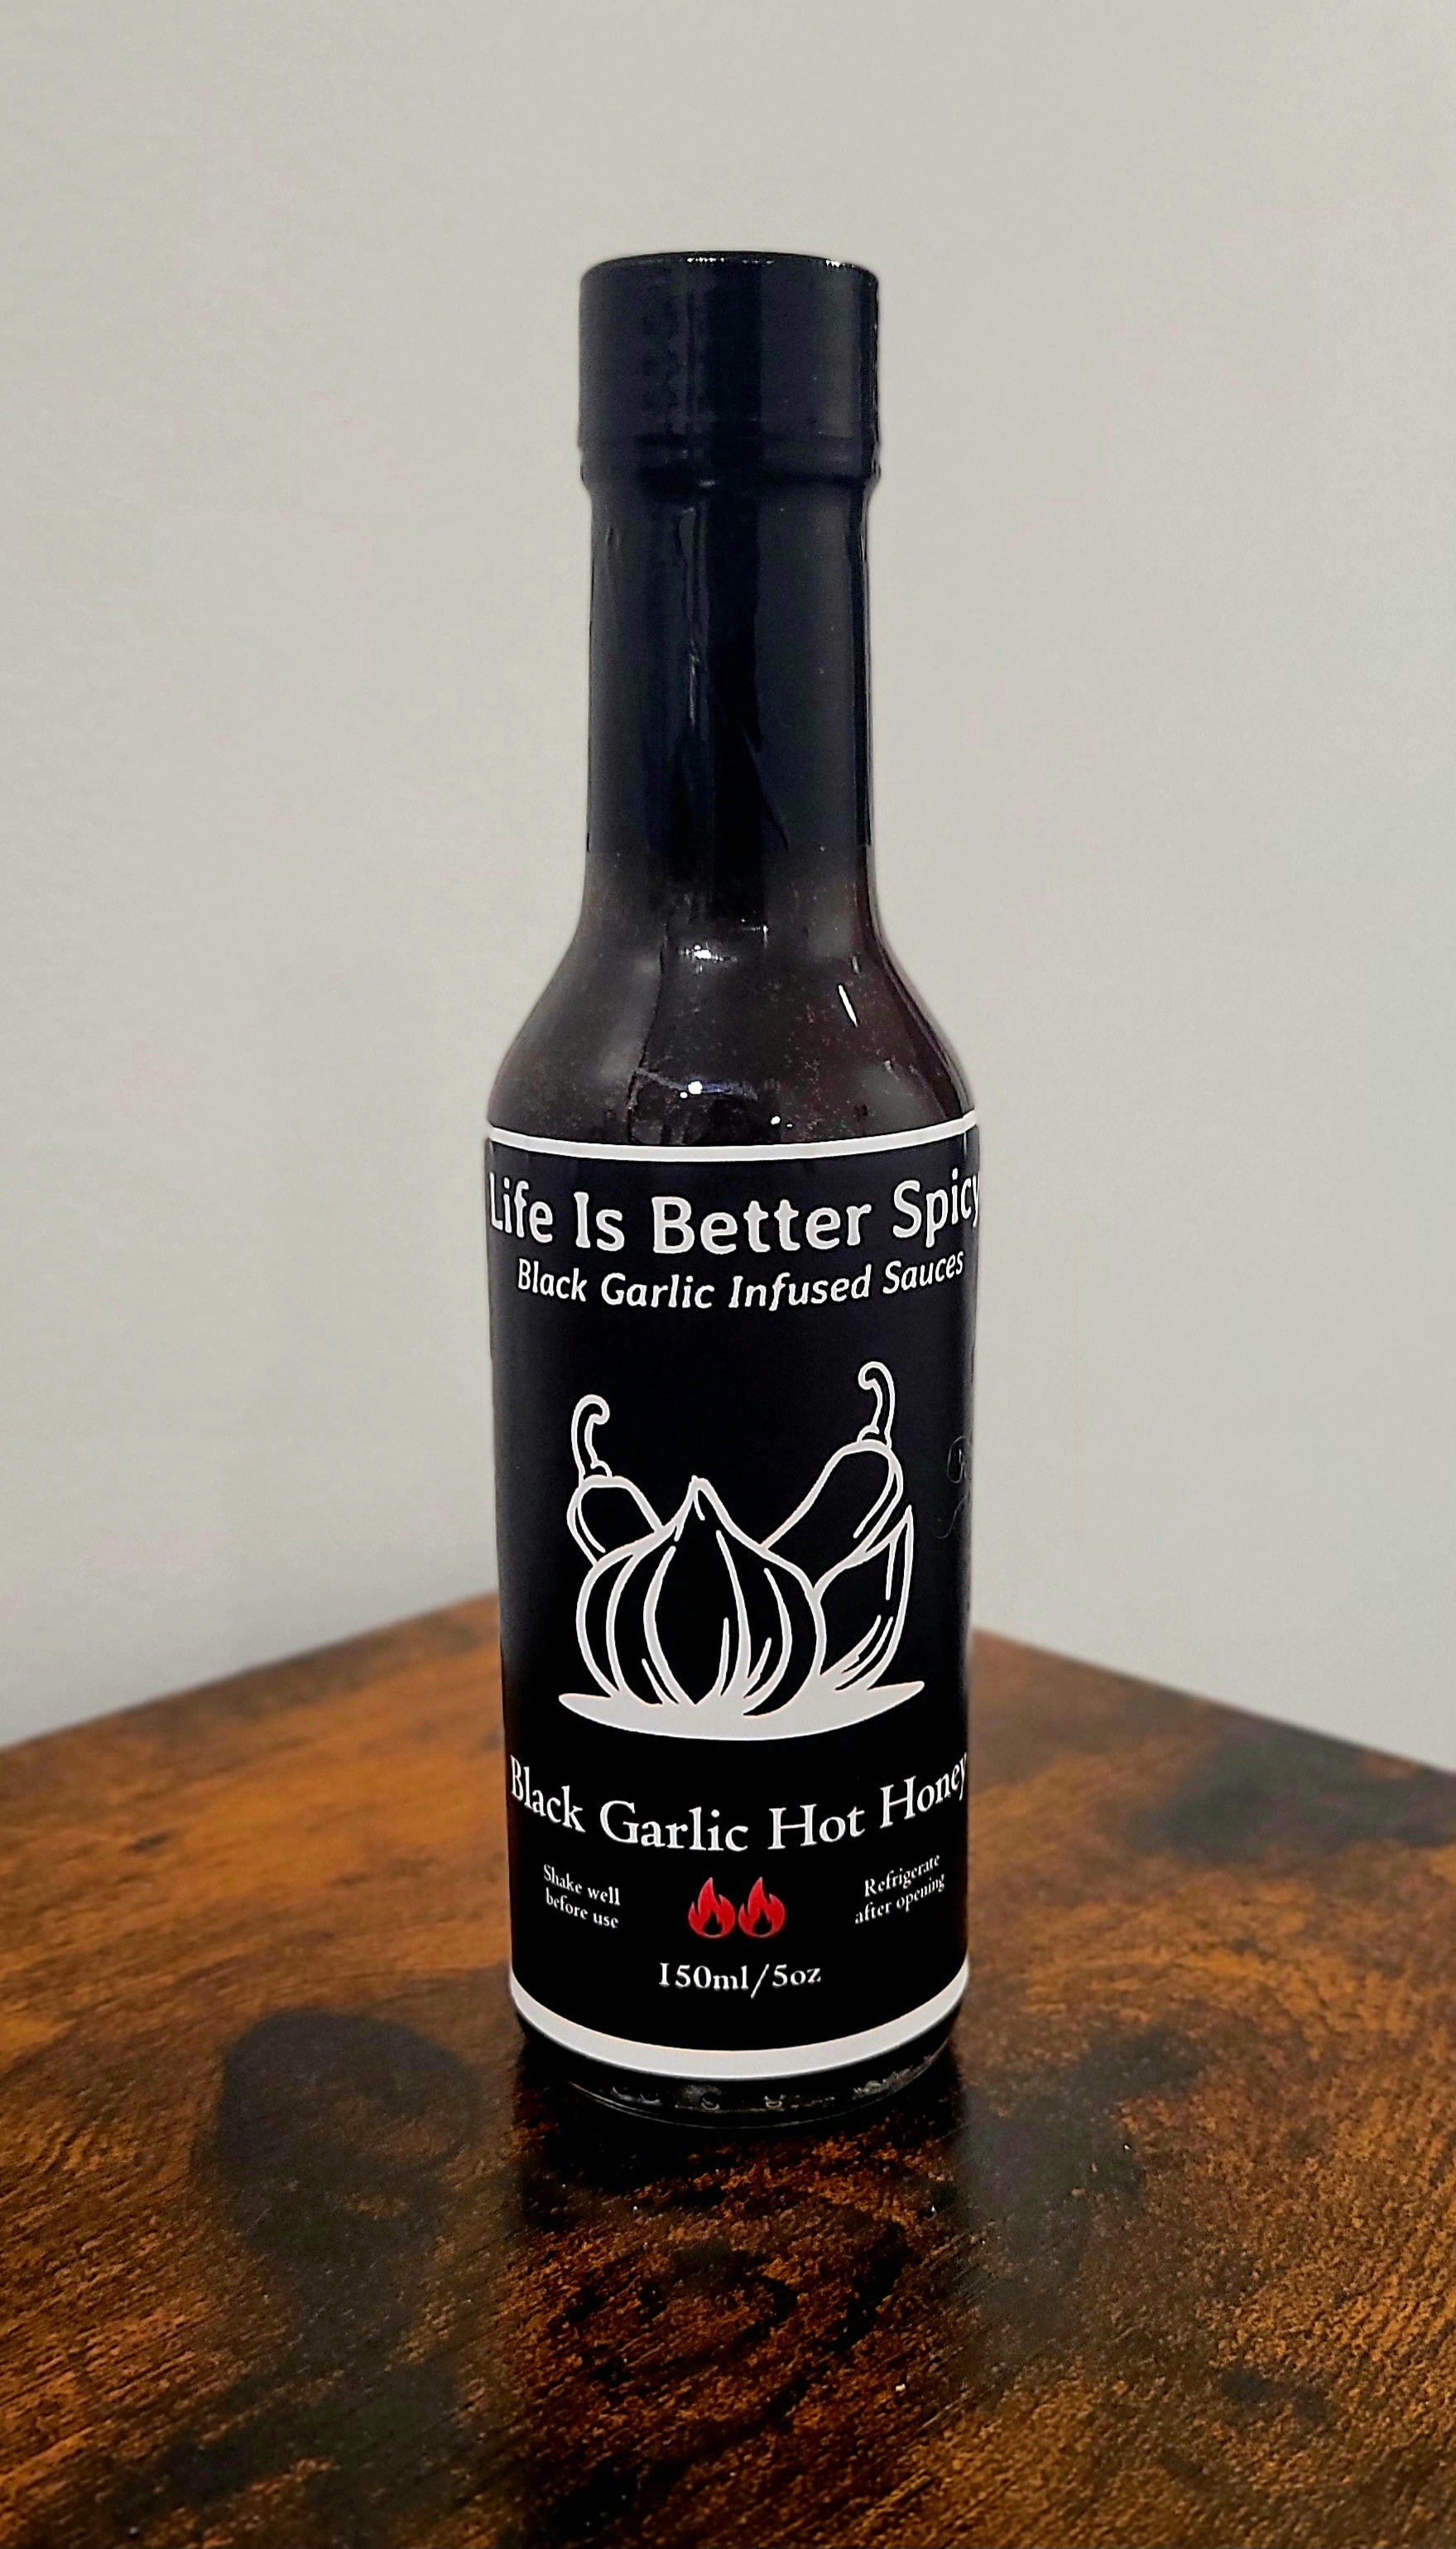 Life Is Better Spicy
Black Garlic Infused Sauces
Black Garlic Hot Honey
Shake well
before use
Refrigerate
after opening
150ml/5oz